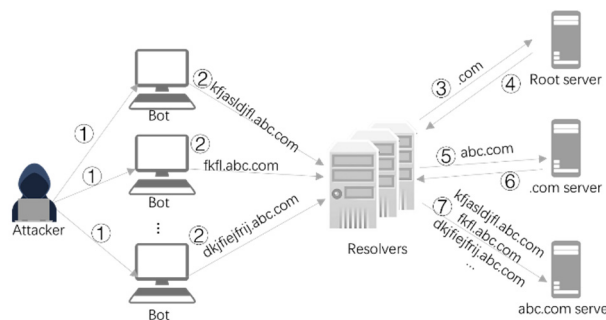 Attacker
①
①
①
Bot
Bot
⋮
Bot
②
kfjasldjfl.abc.com
②
fkfl.abc.com
②
dkjfiejfrij.abc.com
Resolvers
③ .com
④
Root server
⑤ abc.com
⑥
.com server
⑦ kfjasldjfl.abc.com
fkfl.abc.com
dkjfiejfrij.abc.com
...
abc.com serve